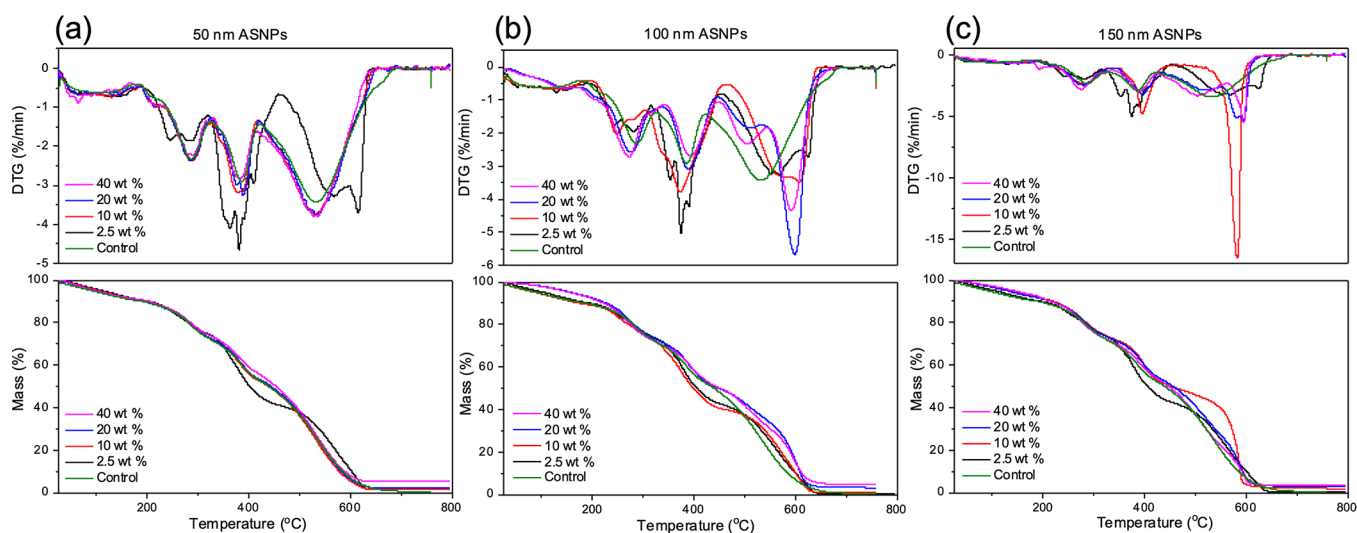 (a)
50 nm ASNPs
DTG (%/min)
0
-1
-2
-3
-4
-5
40 wt %
20 wt %
10 wt %
2.5 wt %
Control
Mass (%)
100
80
60
40
20
0
40 wt %
20 wt %
10 wt %
2.5 wt %
Control
200 400 600 800
Temperature (°C)
(b)
100 nm ASNPs
DTG (%/min)
0
-1
-2
-3
-4
-5
-6
40 wt %
20 wt %
10 wt %
2.5 wt %
Control
Mass (%)
100
80
60
40
20
0
40 wt %
20 wt %
10 wt %
2.5 wt %
Control
200 400 600 800
Temperature (°C)
(c)
150 nm ASNPs
DTG (%/min)
0
-5
-10
-15
40 wt %
20 wt %
10 wt %
2.5 wt %
Control
Mass (%)
100
80
60
40
20
0
40 wt %
20 wt %
10 wt %
2.5 wt %
Control
200 400 600 800
Temperature (°C)